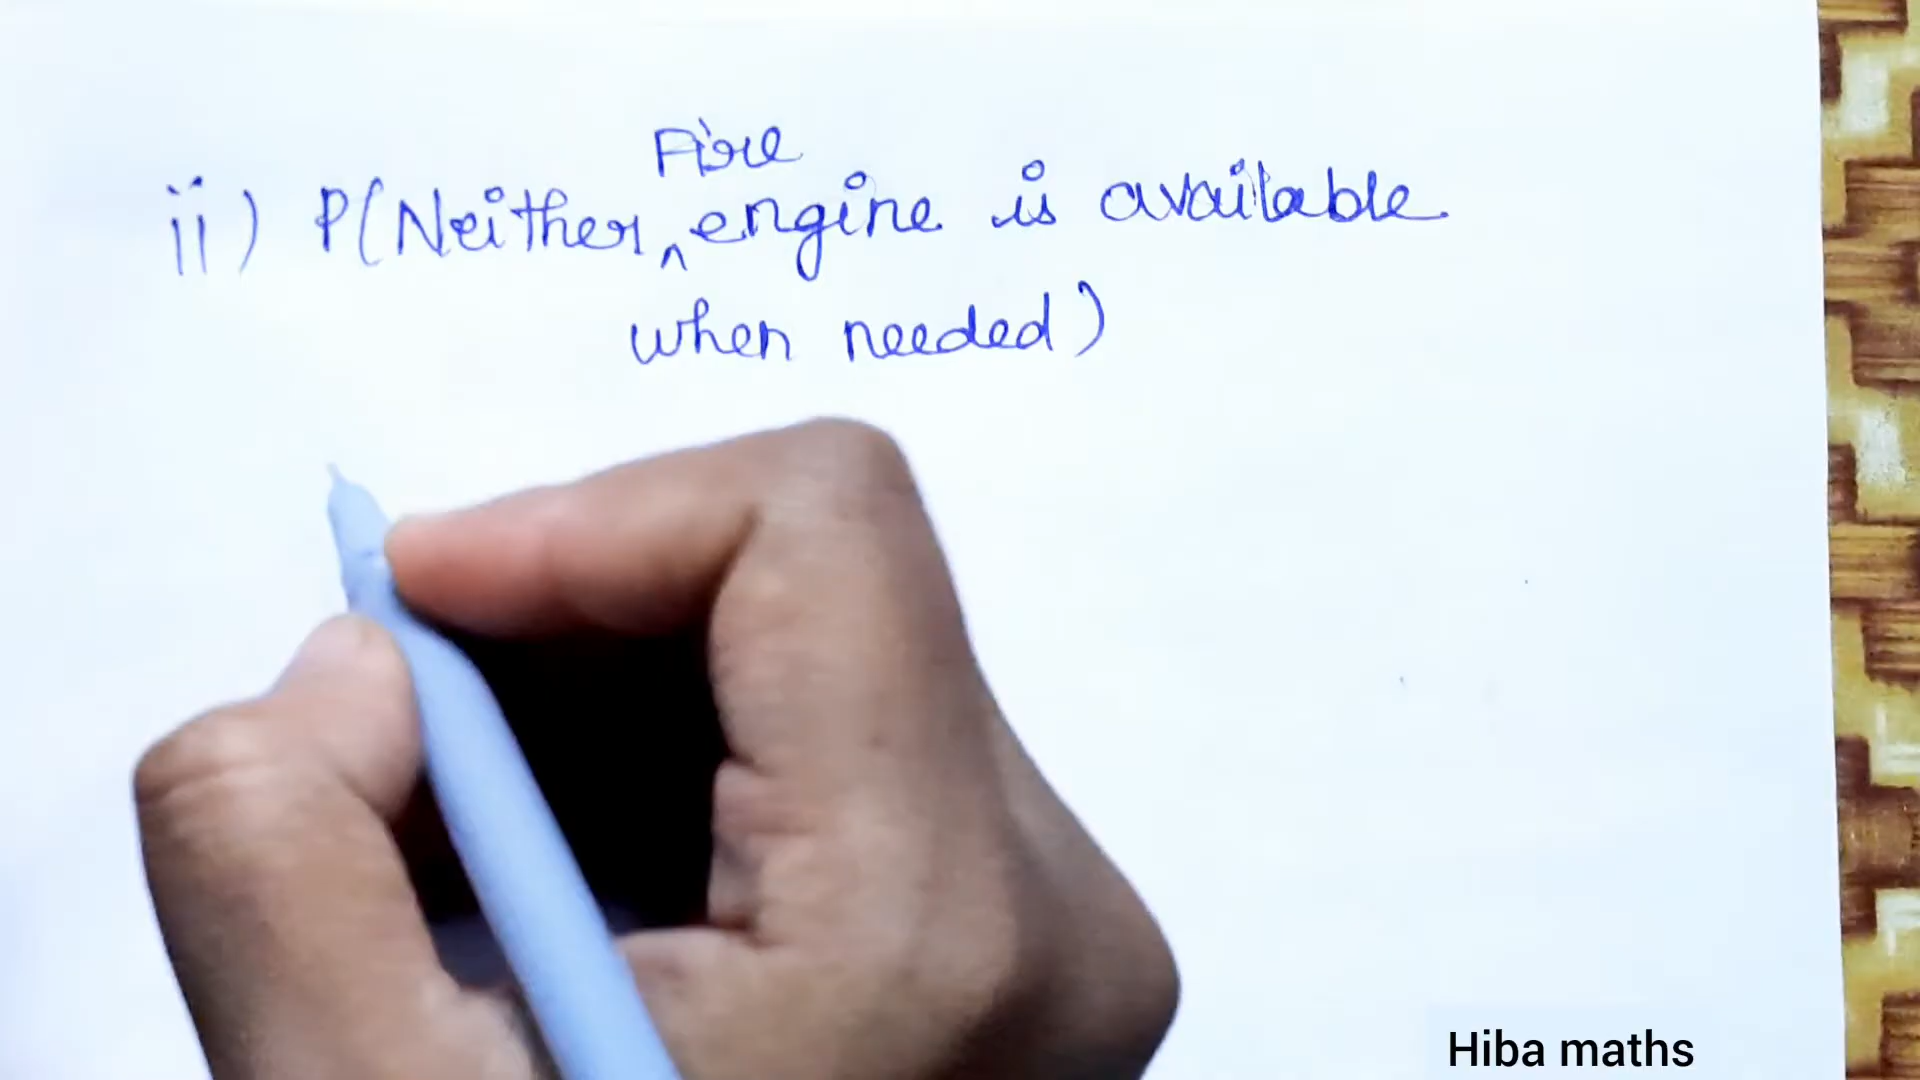 Fire
ii) P(Neither ^ engine is available
when needed)
Hiba maths